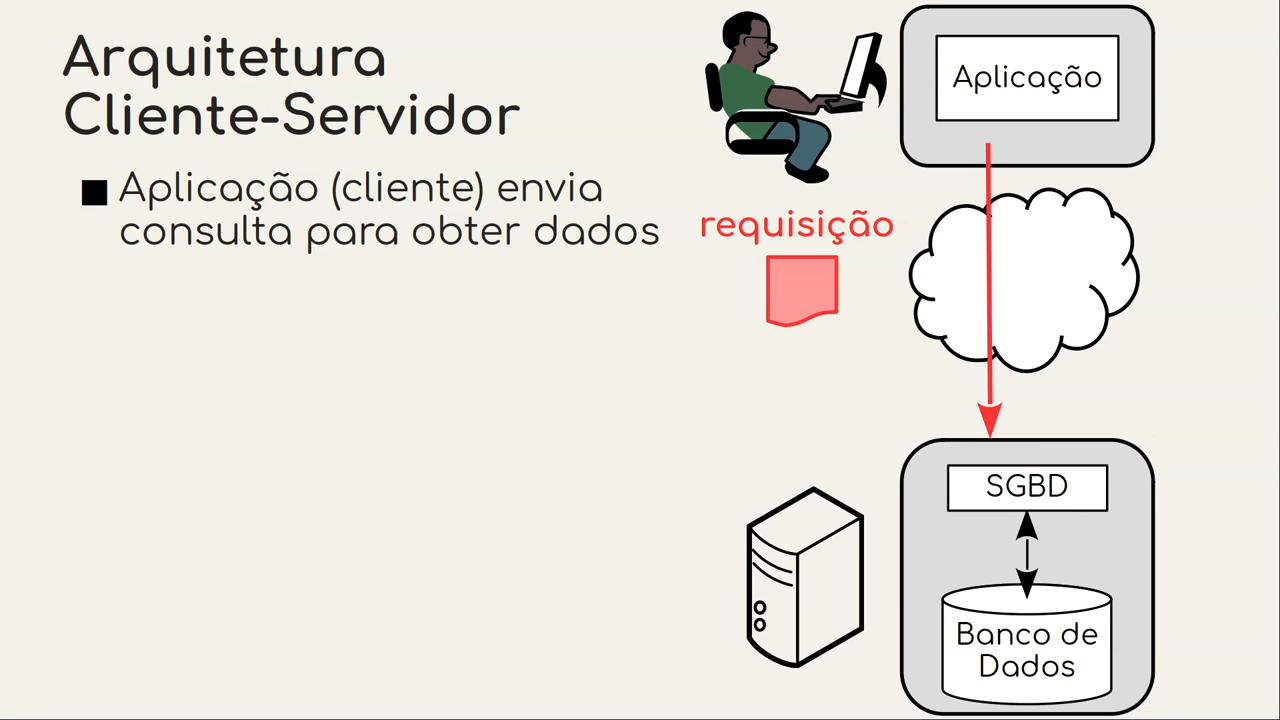 Arquitetura
Cliente-Servidor
■ Aplicação (cliente) envia
consulta para obter dados
Aplicação
requisição
SGBD
Banco de
Dados